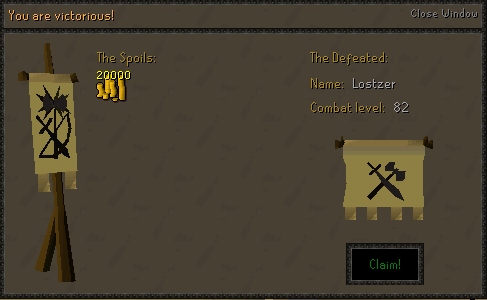 You are victorious!
Close Window
The Spoils:
20000
The Defeated:
Name: Lostzer
Combat level: 82
Claim!